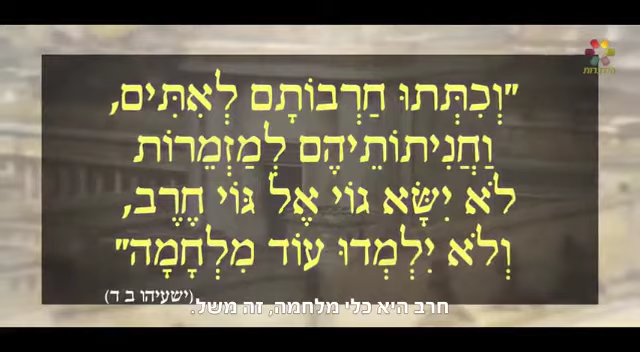 "וְכִתְּתוּ חַרְבוֹתָם לְאִתִּים,
וַחֲנִיתוֹתֵיהֶם לְמַזְמֵרוֹת
לֹא יִשָּׂא גוֹי אֶל גּוֹי חֶרֶב,
וְלֹא יִלְמְדוּ עוֹד מִלְחָמָה"
(ישעיהו ב ד)
חרב היא כלי מלחמה, זה משל.